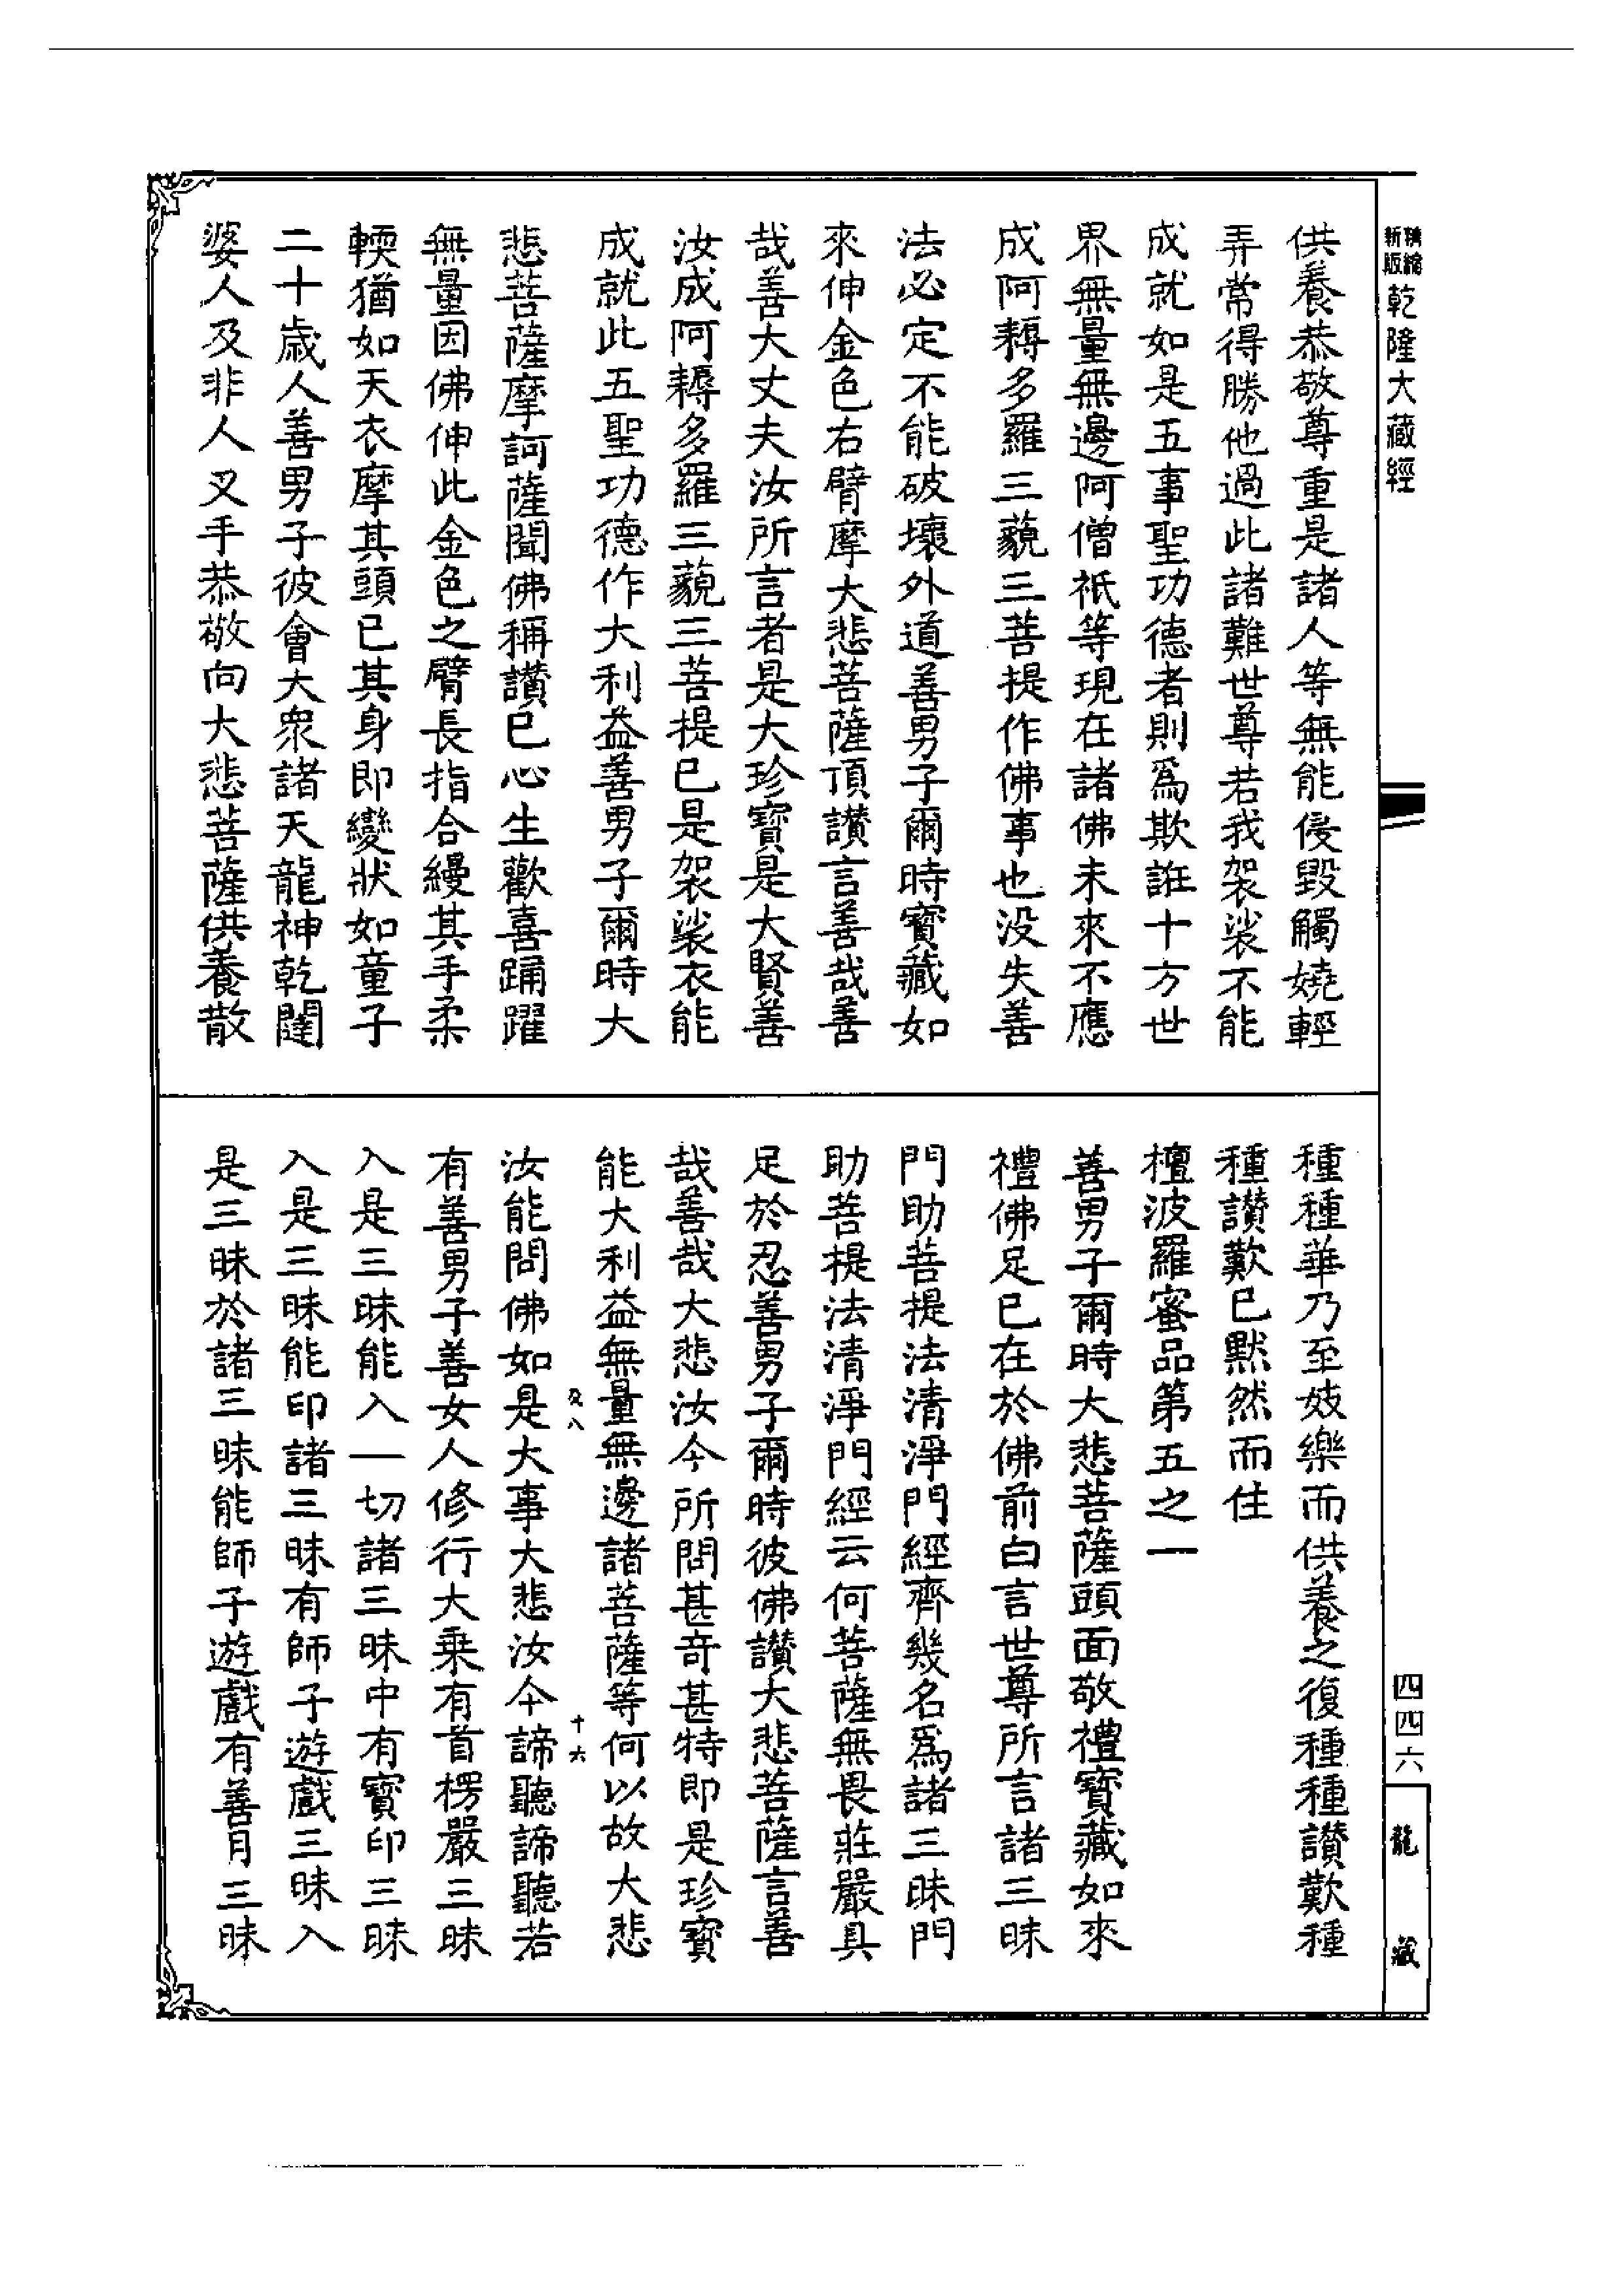 精縮新版乾隆大藏經
供養恭敬尊重是諸人等無能侵毀觸嬈輕
弄常得勝他過此諸難世尊若我袈裟不能
成就如是五事聖功德者則爲欺誑十方世
界無量無邊阿僧祇等現在諸佛未來不應
成阿耨多羅三藐三菩提作佛事也没失善
法必定不能破壞外道善男子爾時寶藏如
來伸金色右臂摩大悲菩薩頂讃言善哉善
哉善大丈夫汝所言者是大珍寶是大賢善
汝成阿耨多羅三藐三菩提已是袈裟衣能
成就此五聖功德作大利益善男子爾時大
悲菩薩摩訶薩聞佛稱讃已心生歡喜踊躍
無量因佛伸此金色之臂長指合縵其手柔
輭猶如天衣摩其頭已其身即變狀如童子
二十歲人善男子彼會大衆諸天龍神乾闥
婆人及非人叉手恭敬向大悲菩薩供養散
種種華乃至妓樂而供養之復種種讃歎種
種讃歎已黙然而住
檀波羅蜜品第五之一
善男子爾時大悲菩薩頭面敬禮寶藏如來
禮佛足已在於佛前白言世尊所言諸三昧
門助菩提法清淨門經齊幾名爲諸三昧門
助菩提法清淨門經云何菩薩無畏莊嚴具
足於忍善男子爾時彼佛讃大悲菩薩言善
哉善哉大悲汝今所問甚奇甚特即是珍寶
能大利益無量無邊諸菩薩等何以故大悲
及八
十六
汝能問佛如是大事大悲汝今諦聽諦聽若
有善男子善女人修行大乘有首楞嚴三昧
入是三昧能入一切諸三昧中有寶印三昧
入是三昧能印諸三昧有師子遊戲三昧入
是三昧於諸三昧能師子遊戲有善月三昧
四四六
龍藏